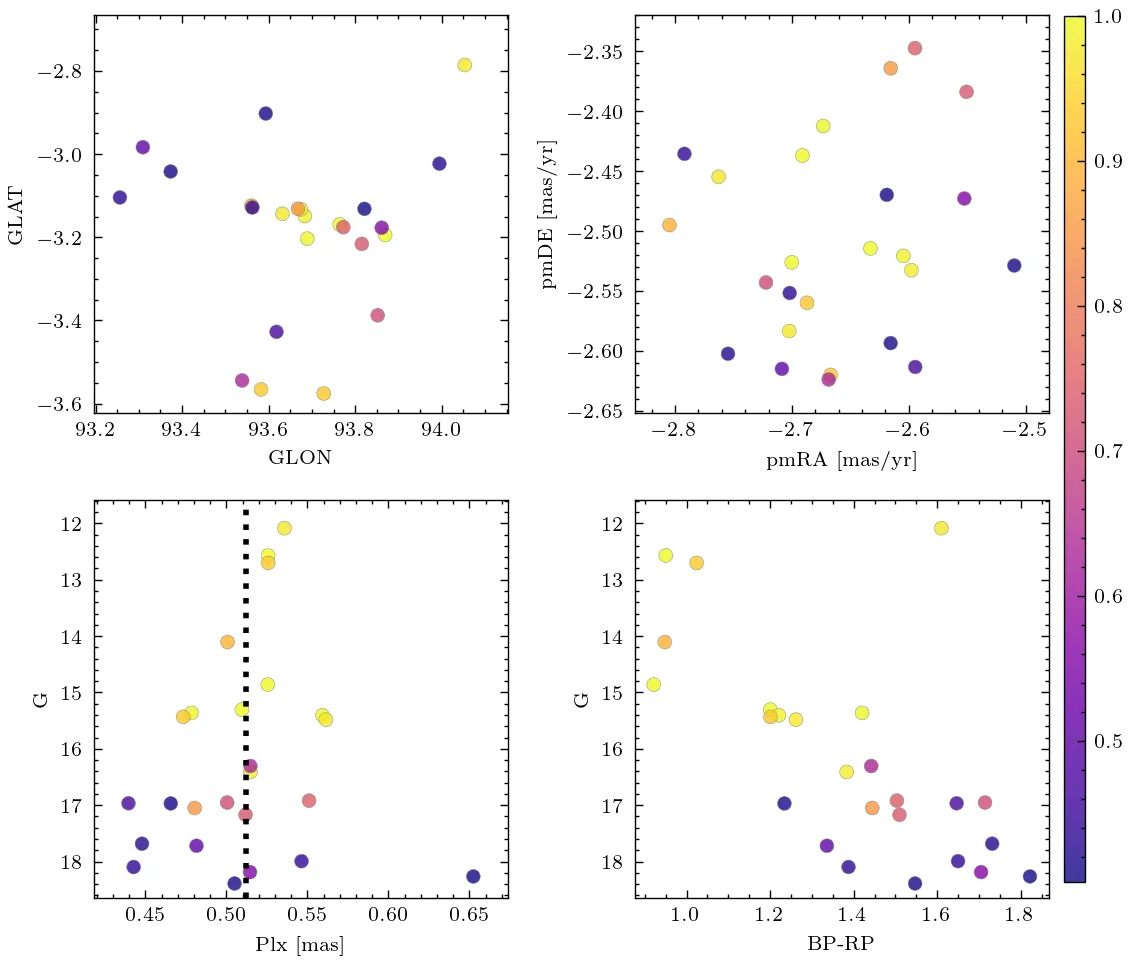 −2.8
−3.0
−3.2
−3.4
−3.6
GLAT
93.2 93.4 93.6 93.8 94.0
GLON
−2.35
−2.40
−2.45
−2.50
−2.55
−2.60
−2.65
pmDE [mas/yr]
−2.8 −2.7 −2.6 −2.5
pmRA [mas/yr]
12
13
14
15
16
17
18
G
0.45 0.50 0.55 0.60 0.65
Plx [mas]
12
13
14
15
16
17
18
G
1.0 1.2 1.4 1.6 1.8
BP-RP
1.0
0.9
0.8
0.7
0.6
0.5